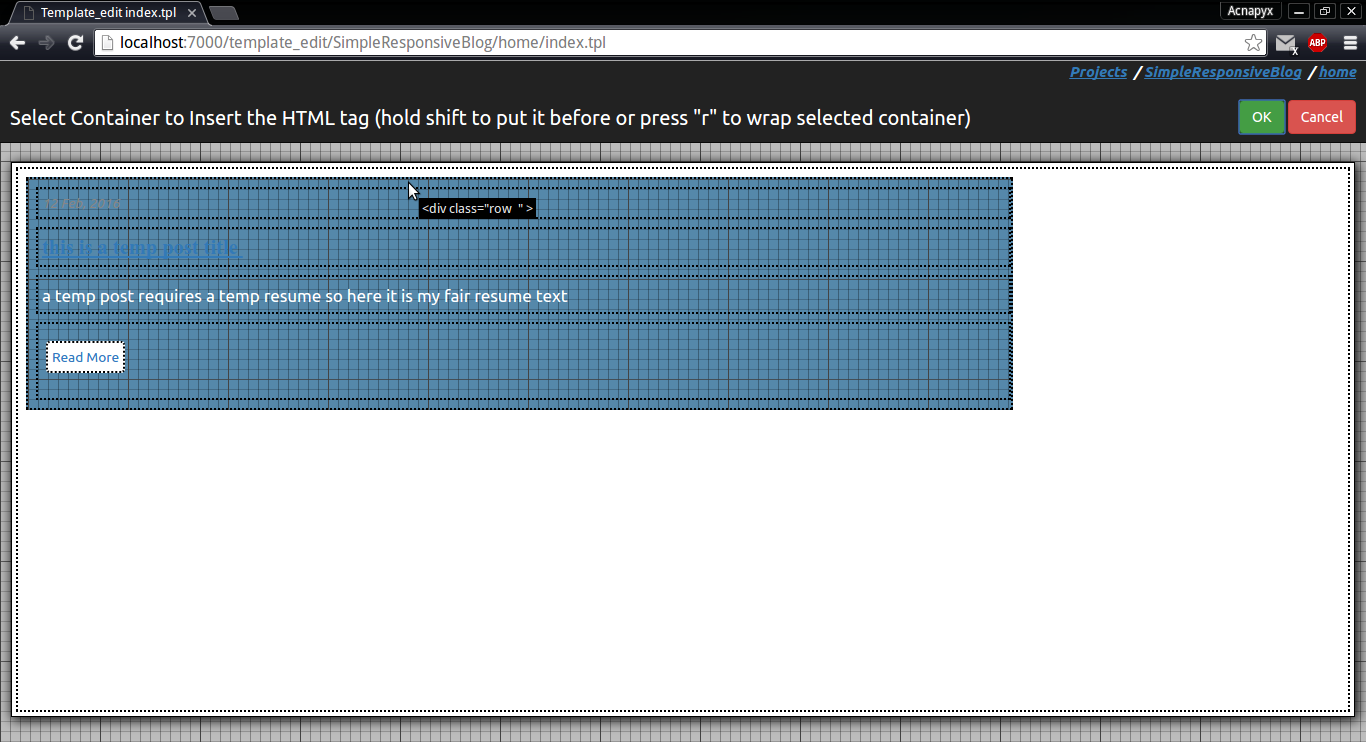 Template_edit index.tpl
Acnapyx
localhost:7000/template_edit/SimpleResponsiveBlog/home/index.tpl
ABP
x
Projects / SimpleResponsiveBlog / home
Select Container to Insert the HTML tag (hold shift to put it before or press "r" to wrap selected container)
OK Cancel
<div class="row " >
this is a temp post title
a temp post requires a temp resume so here it is my fair resume text
Read More